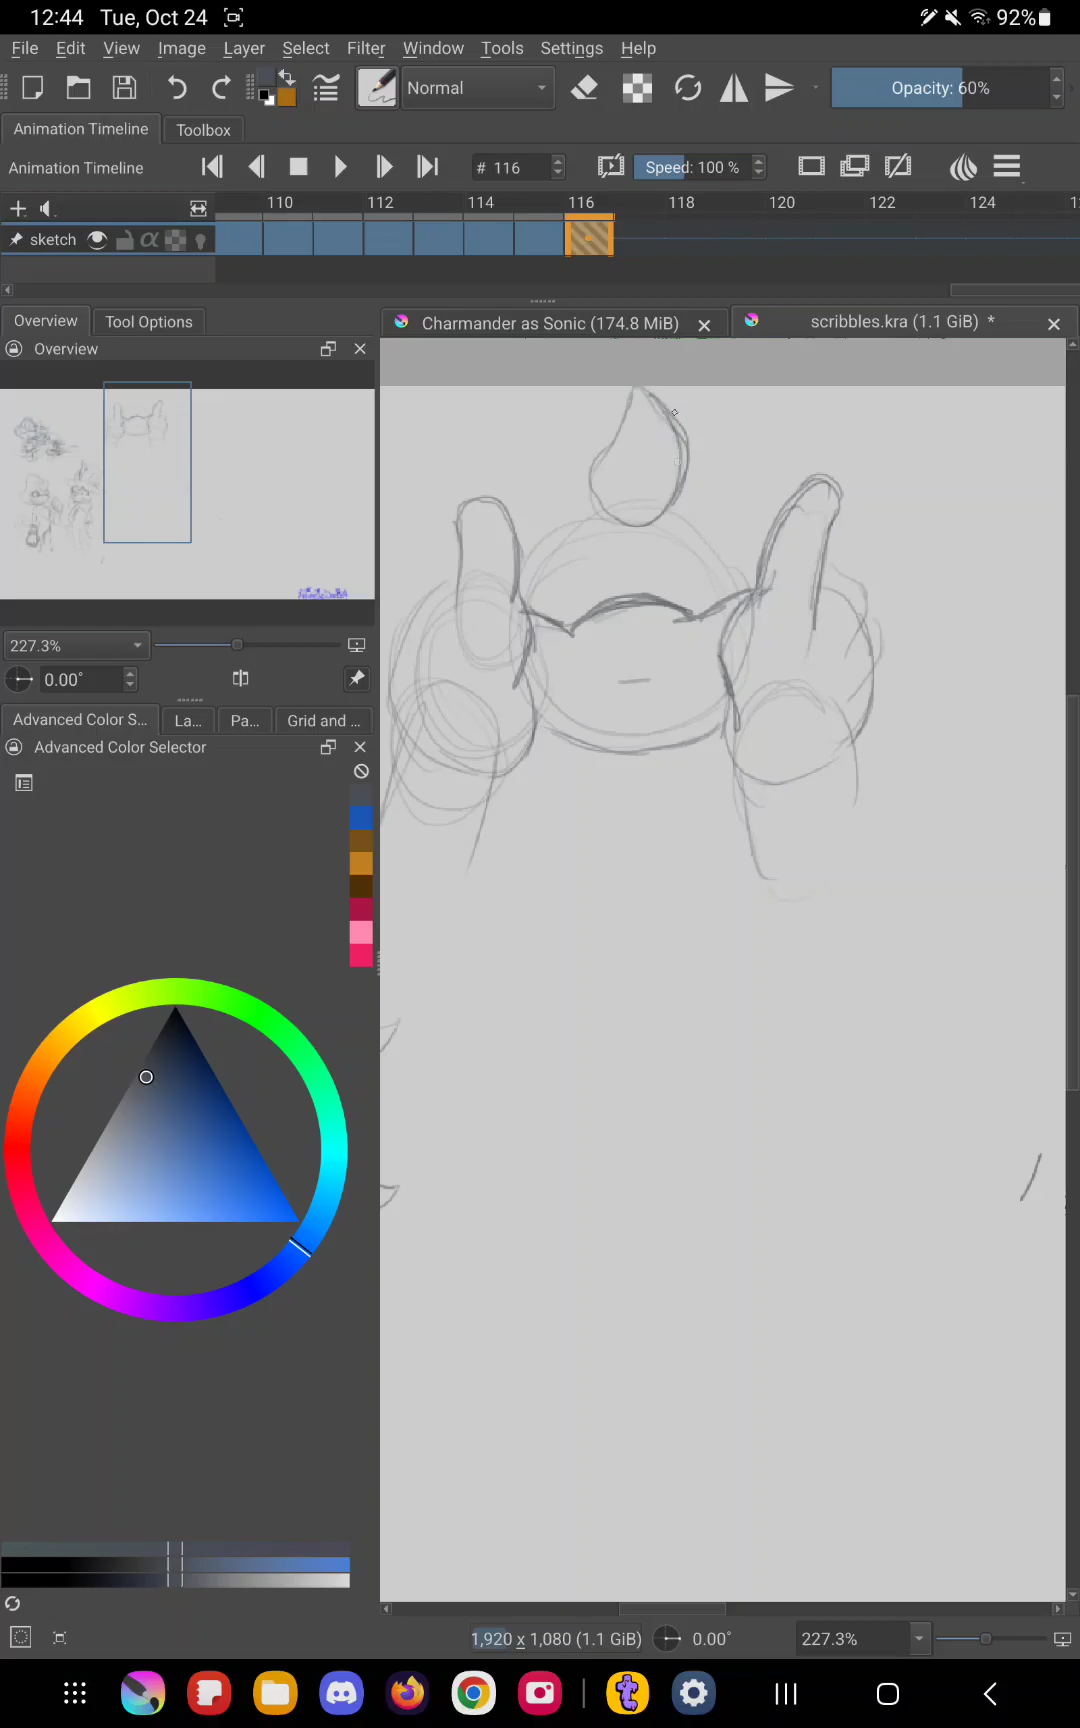 12:44 Tue, Oct 24 92%
File Edit View Image Layer Select Filter Window Tools Settings Help
Normal Opacity: 60%
Animation Timeline Toolbox
Animation Timeline # 116 Speed: 100 %
110 112 114 116 118 120 122 124 12
sketch α
Overview Tool Options Charmander as Sonic (174.8 MiB) scribbles.kra (1.1 GiB) *
Overview
227.3%
0.00°
Advanced Color S... La... Pa... Grid and ...
Advanced Color Selector
1,920 x 1,080 (1.1 GiB) 0.00° 227.3%